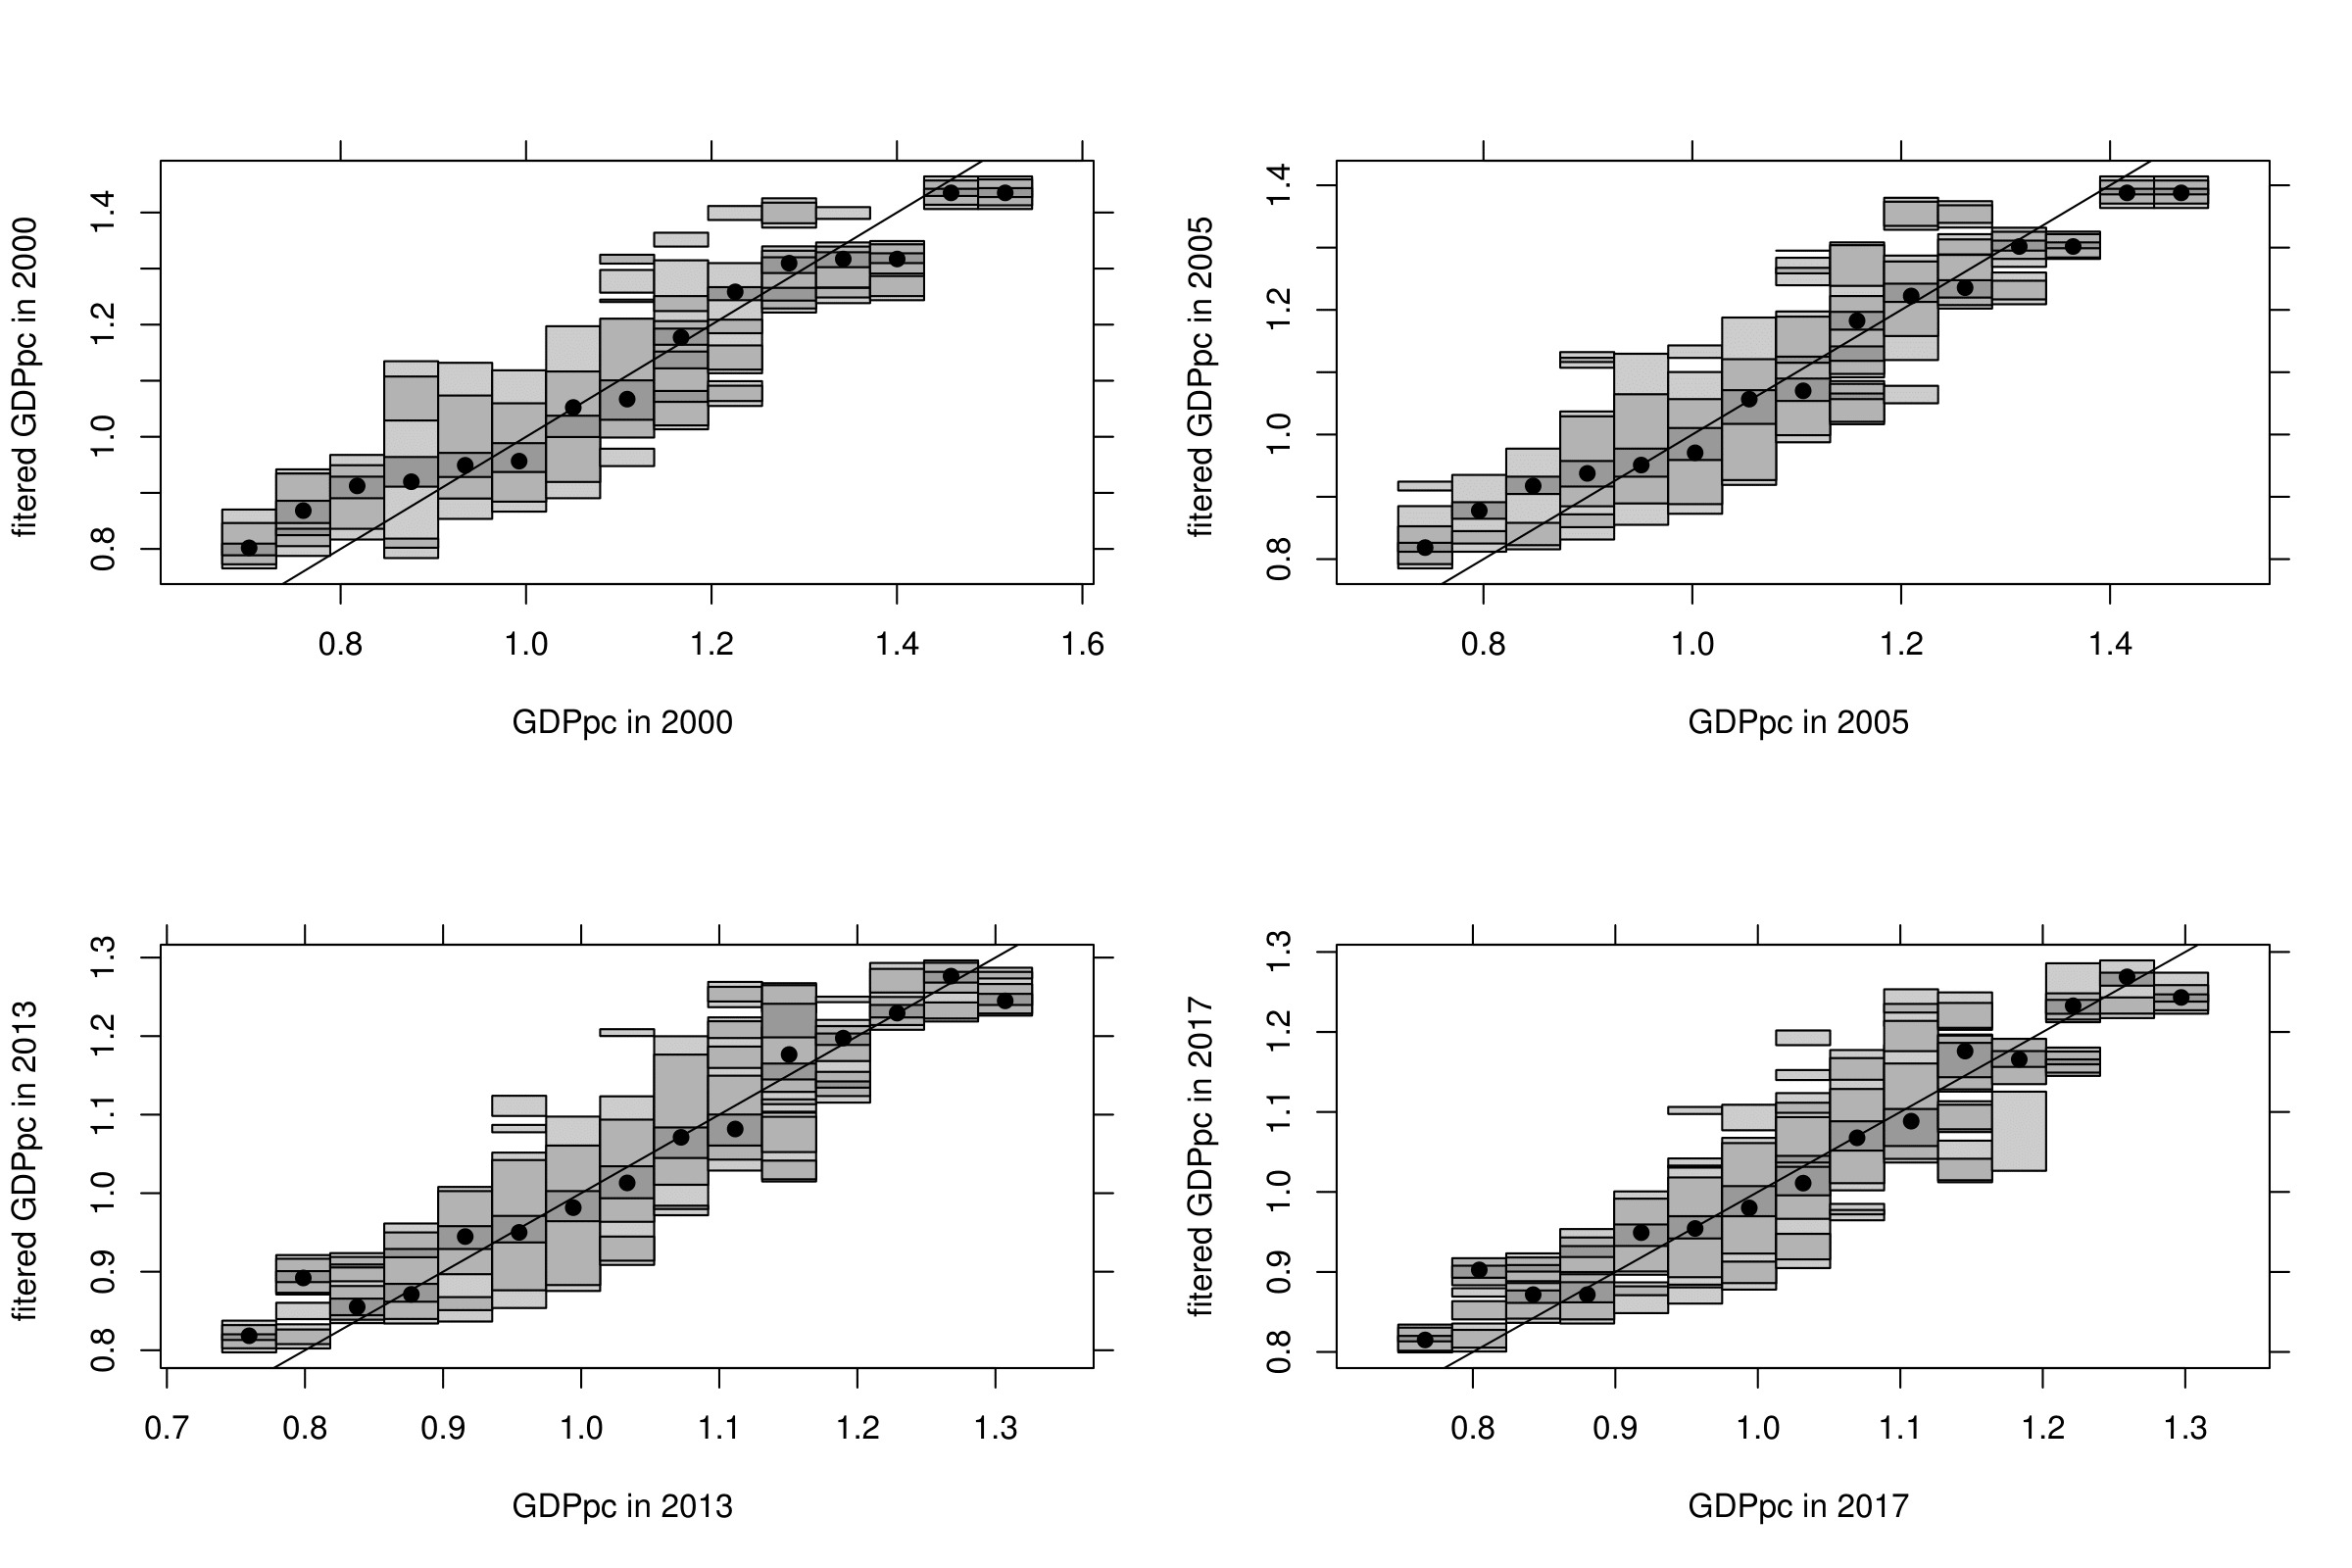 fitered GDPpc in 2000
1.4
1.2
1.0
0.8
0.8 1.0 1.2 1.4 1.6
GDPpc in 2000
fitered GDPpc in 2005
1.4
1.2
1.0
0.8
0.8 1.0 1.2 1.4
GDPpc in 2005
fitered GDPpc in 2013
1.3
1.2
1.1
1.0
0.9
0.8
0.7 0.8 0.9 1.0 1.1 1.2 1.3
GDPpc in 2013
fitered GDPpc in 2017
1.3
1.2
1.1
1.0
0.9
0.8
0.8 0.9 1.0 1.1 1.2 1.3
GDPpc in 2017